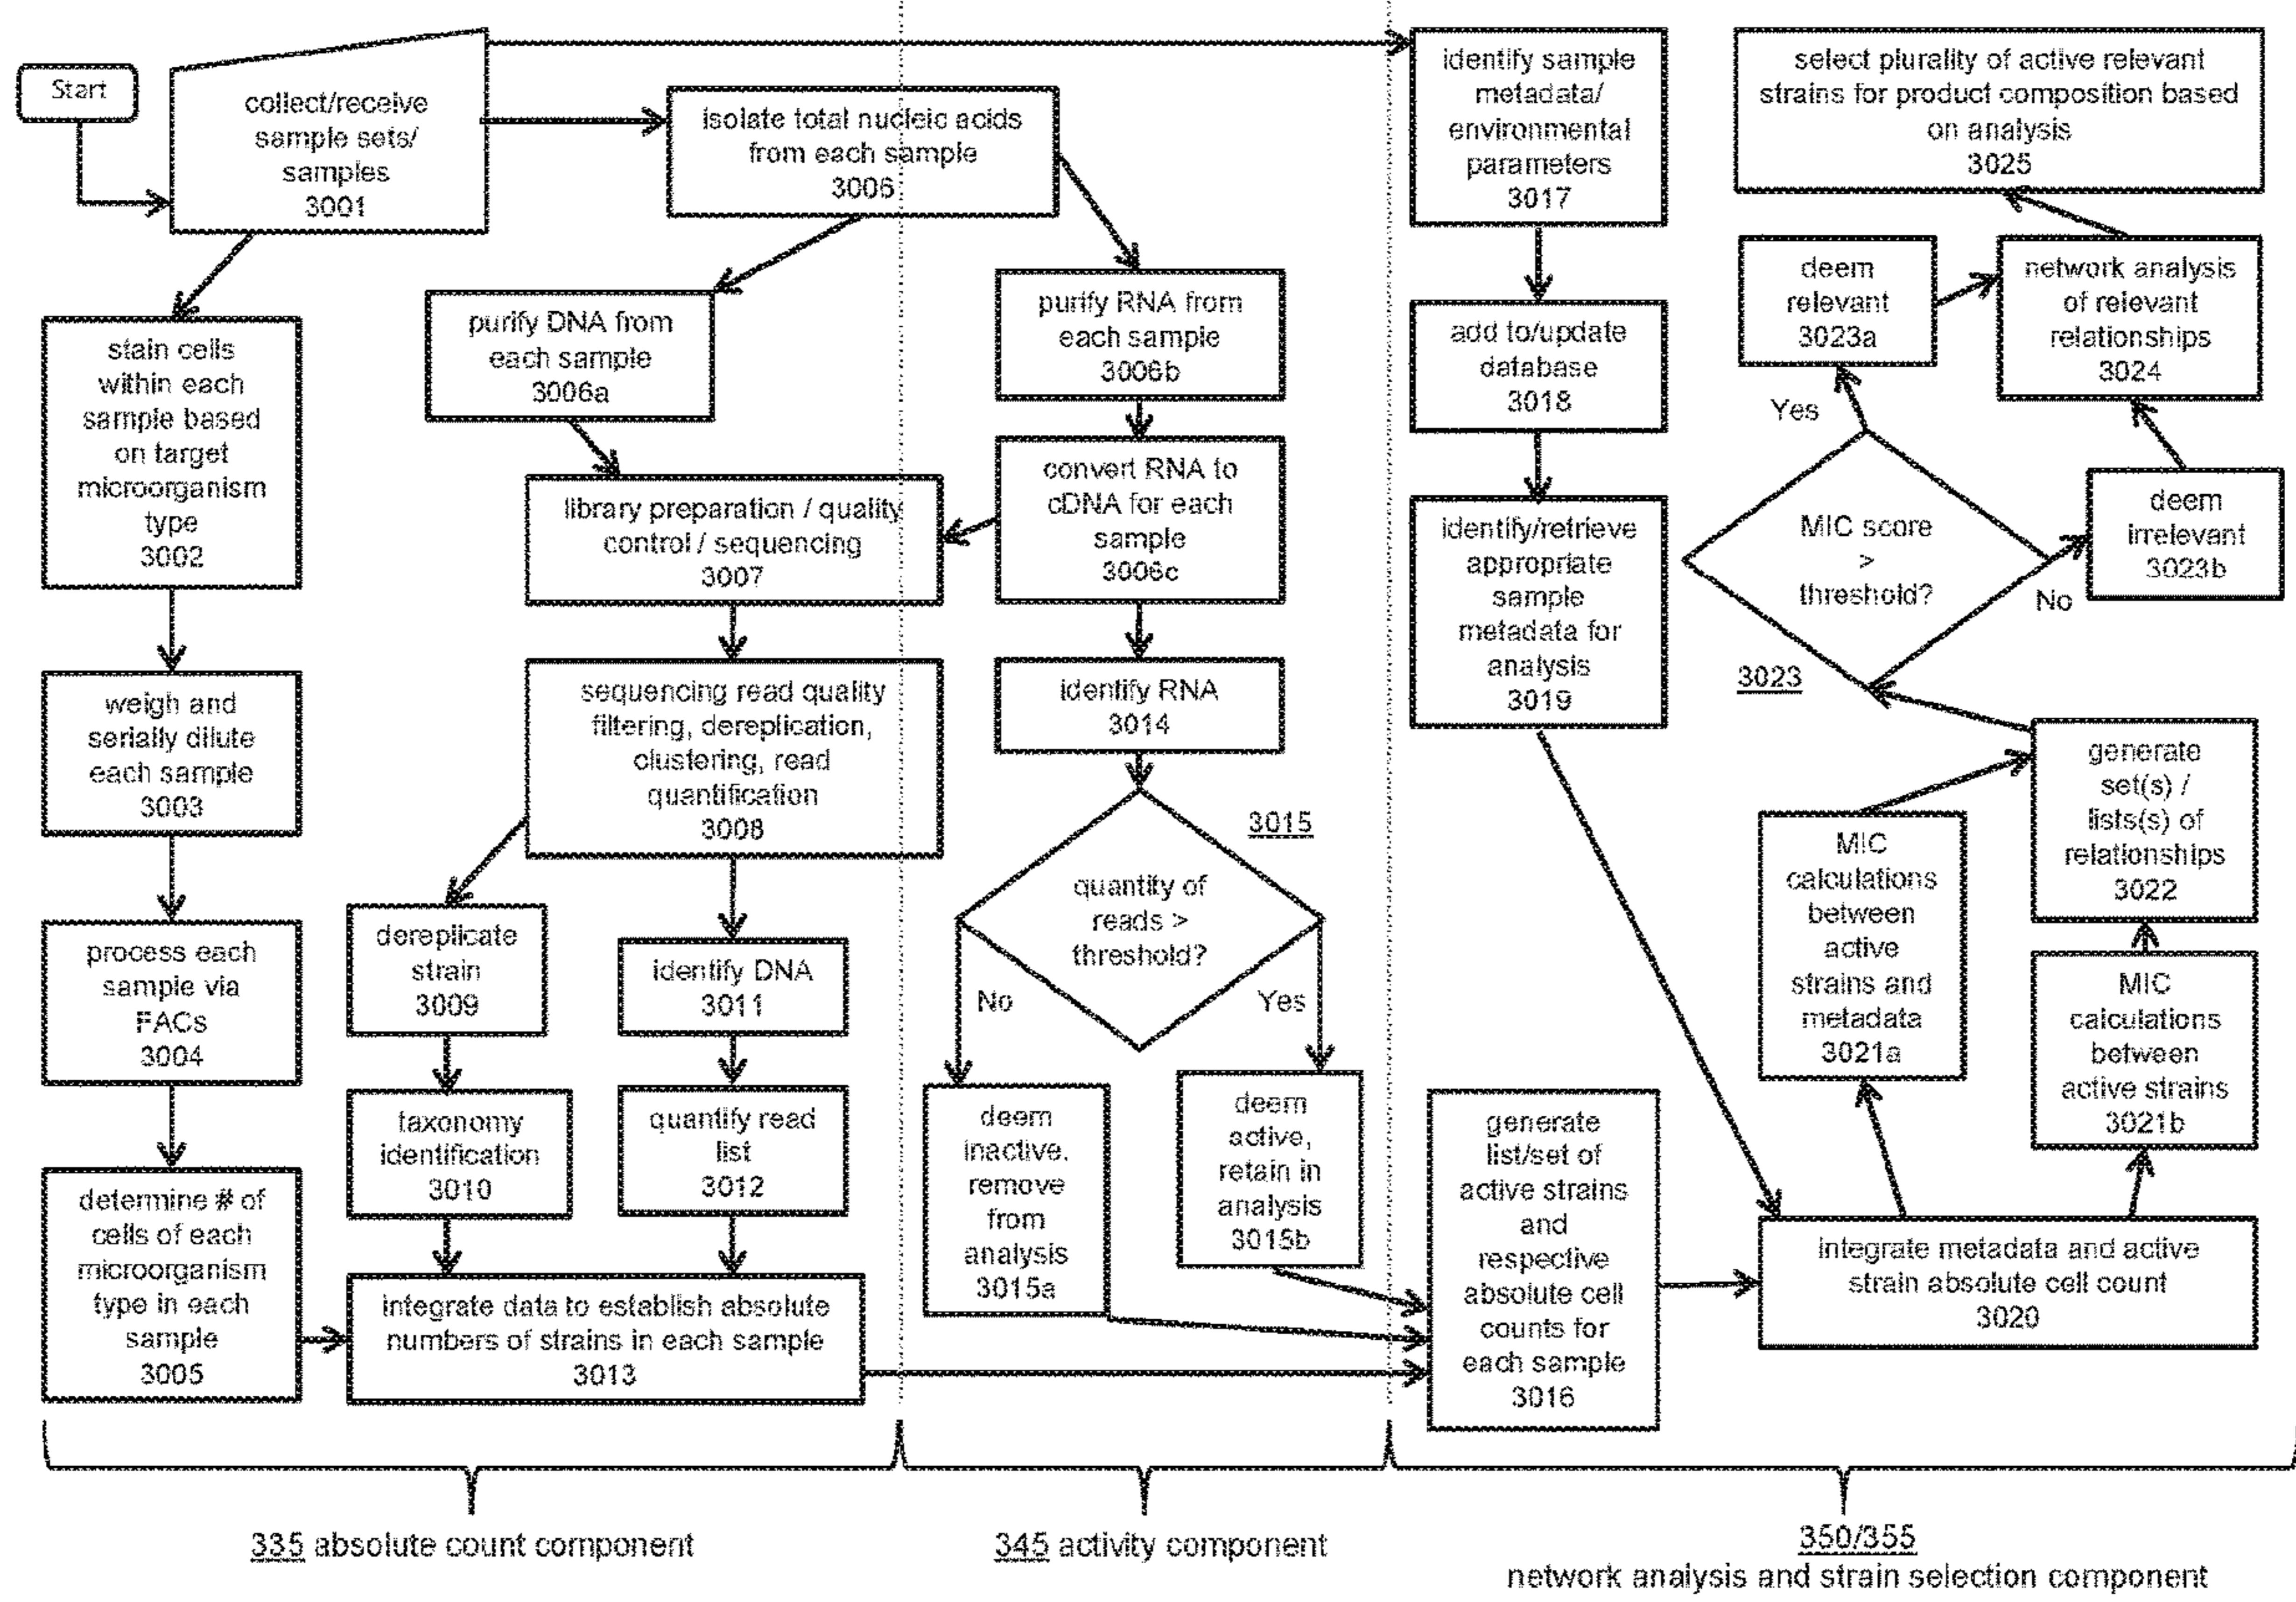 Start
collect/receive
sample sets/
samples
3001
stain cells
within each
sample based
on target
microorganism
type
3002
weigh and
serially dilute
each sample
3003
process each
sample via
FACs
3004
determine # of
cells of each
microorganism
type in each
sample
3005
isolate total nucleic acids
from each sample
3006
purify DNA from
each sample
3006a
library preparation / quality
control / sequencing
3007
sequencing read quality
filtering, dereplication,
clustering, read
quantification
3008
dereplicate
strain
3009
taxonomy
identification
3010
identify DNA
3011
quantify read
list
3012
integrate data to establish absolute
numbers of strains in each sample
3013
purify RNA from
each sample
3006b
convert RNA to
cDNA for each
sample
3006c
identify RNA
3014
3015
quantity of
reads >
threshold?
No
Yes
deem
inactive,
remove
from
analysis
3015a
deem
active,
retain in
analysis
3015b
identify sample
metadata/
environmental
parameters
3017
add to/update
database
3018
identify/retrieve
appropriate
sample
metadata for
analysis
3019
generate
list/set of
active strains
and
respective
absolute cell
counts for
each sample
3016
integrate metadata and active
strain absolute cell count
3020
MIC
calculations
between
active
strains and
metadata
3021a
MIC
calculations
between
active strains
3021b
generate
set(s) /
lists(s) of
relationships
3022
3023
MIC score
>
threshold?
Yes
No
deem
relevant
3023a
deem
irrelevant
3023b
network analysis
of relevant
relationships
3024
select plurality of active relevant
strains for product composition based
on analysis
3025
335 absolute count component
345 activity component
350/355
network analysis and strain selection component